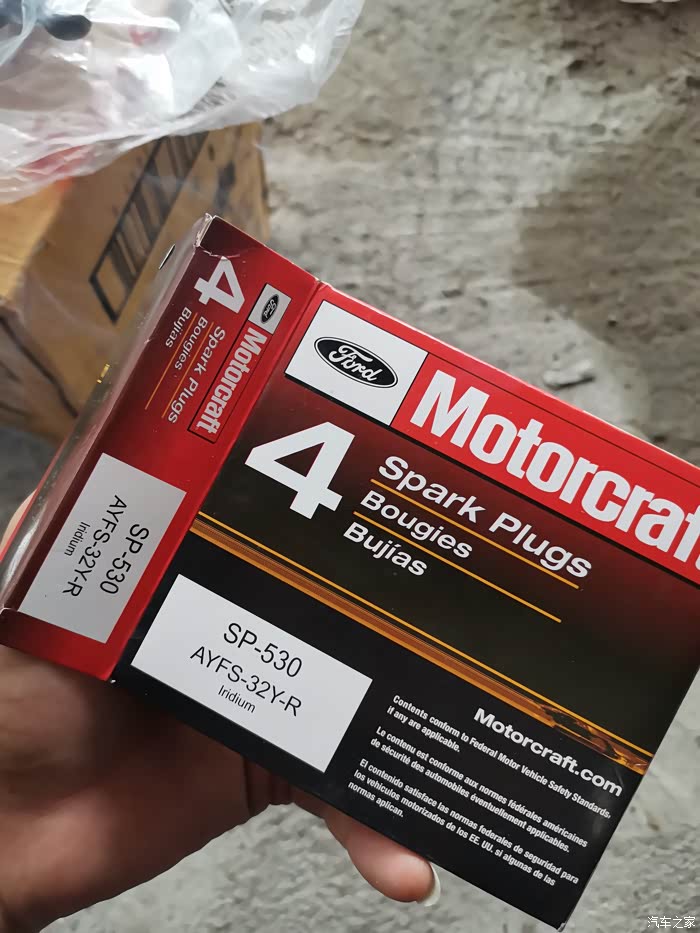 4
Spark Plugs
Bougies
Bujías
Ford
Motorcraft
SP-530
AYFS-32Y-R
Iridium
Ford
Motorcraf
4
Spark Plugs
Bougies
Bujías
SP-530
AYFS-32Y-R
Iridium
Motorcraft.com
Contents conform to Federal Motor Vehicle Safety Standards,
if any are applicable.
Le contenu est conforme aux normes fédérales américaines
de sécurité des automobiles éventuellement applicables.
El contenido satisface las normas federales de seguridad para
los vehículos motorizados de los EE. UU. si algunas de las
normas aplican.
汽车之家